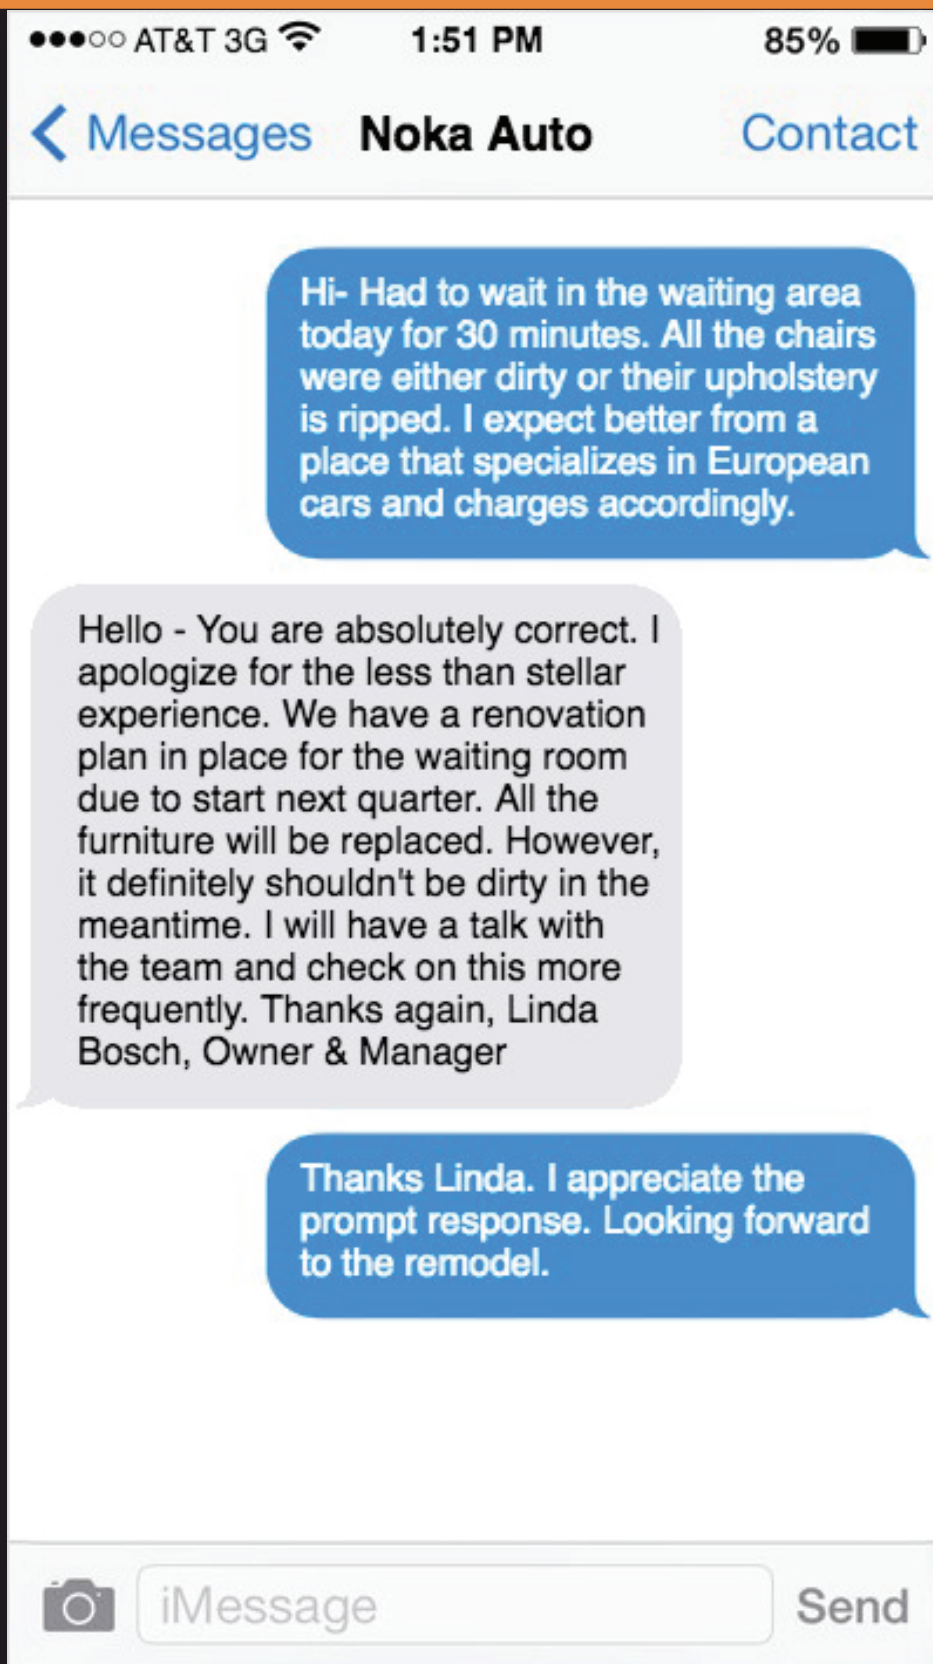 AT&T 3G 1:51 PM 85%
Messages Noka Auto Contact
Hi- Had to wait in the waiting area
today for 30 minutes. All the chairs
were either dirty or their upholstery
is ripped. I expect better from a
place that specializes in European
cars and charges accordingly.
Hello - You are absolutely correct. I
apologize for the less than stellar
experience. We have a renovation
plan in place for the waiting room
due to start next quarter. All the
furniture will be replaced. However,
it definitely shouldn't be dirty in the
meantime. I will have a talk with
the team and check on this more
frequently. Thanks again, Linda
Bosch, Owner & Manager
Thanks Linda. I appreciate the
prompt response. Looking forward
to the remodel.
iMessage Send